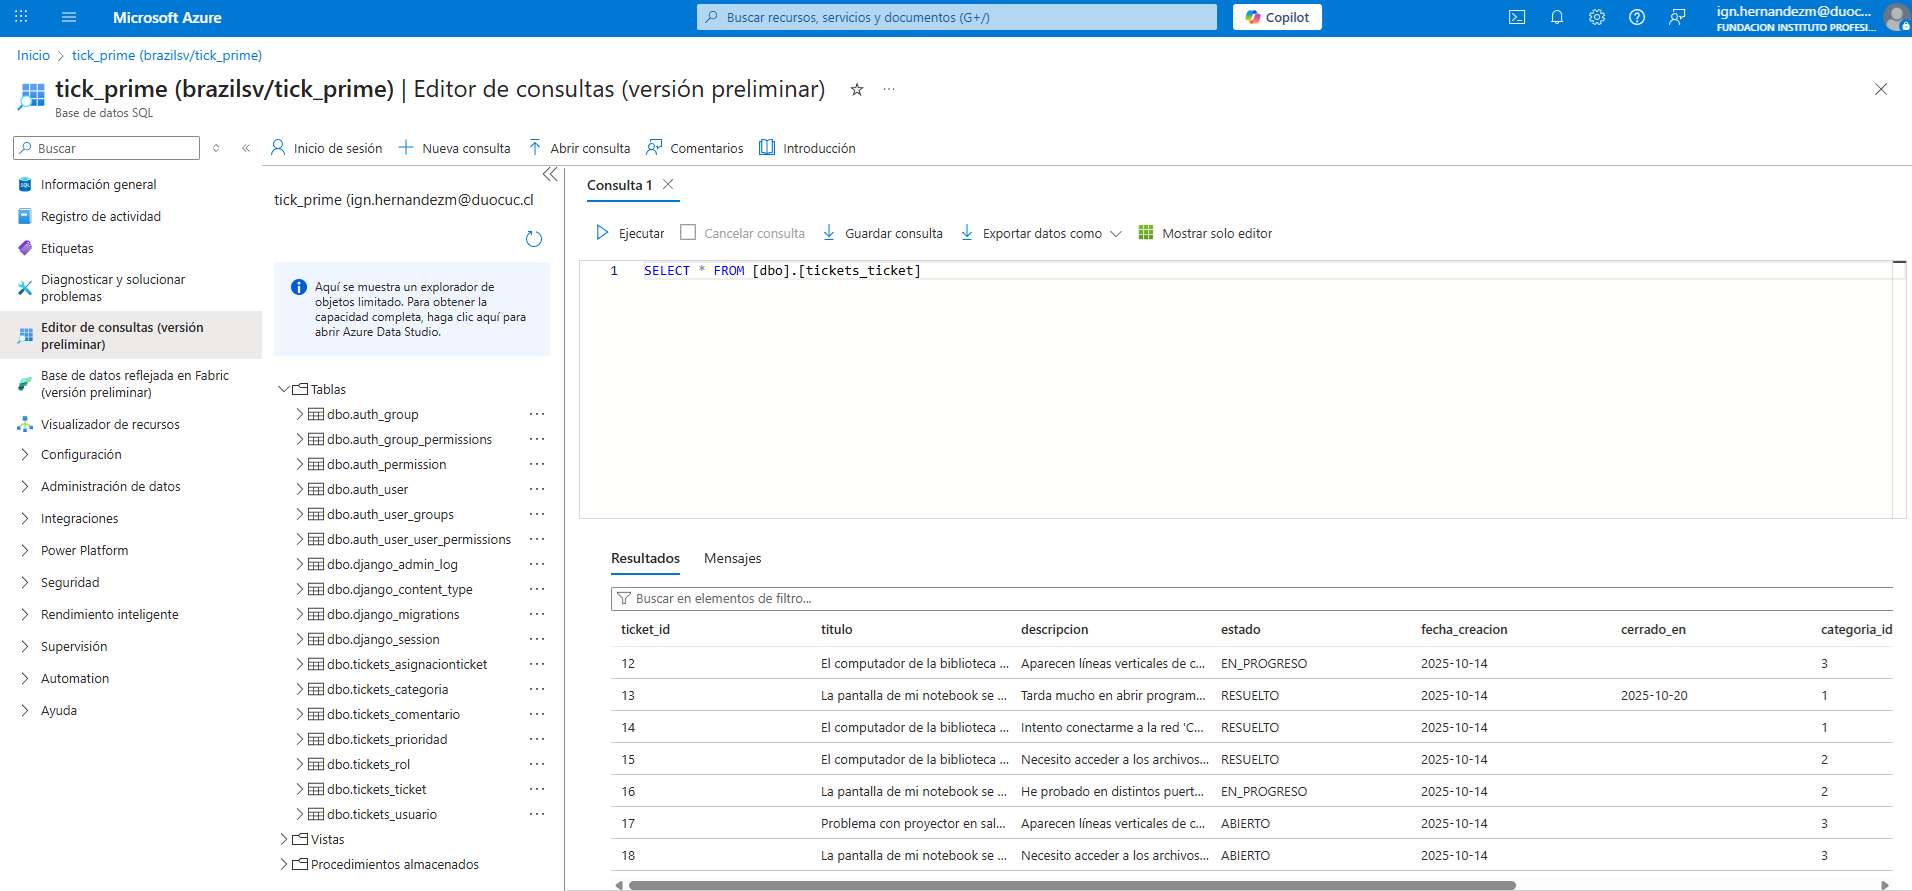 Microsoft Azure
Buscar recursos, servicios y documentos (G+/)
Copilot
ign.hernandezm@duoc...
FUNDACION INSTITUTO PROFESI...
Inicio > tick_prime (brazilsv/tick_prime)
tick_prime (brazilsv/tick_prime) | Editor de consultas (versión preliminar)
Base de datos SQL
Buscar
Información general
Registro de actividad
Etiquetas
Diagnosticar y solucionar
problemas
Editor de consultas (versión
preliminar)
Base de datos reflejada en Fabric
(versión preliminar)
Visualizador de recursos
Configuración
Administración de datos
Integraciones
Power Platform
Seguridad
Rendimiento inteligente
Supervisión
Automation
Ayuda
Inicio de sesión
Nueva consulta
Abrir consulta
Comentarios
Introducción
tick_prime (ign.hernandezm@duocuc.cl
Aquí se muestra un explorador de
objetos limitado. Para obtener la
capacidad completa, haga clic aquí para
abrir Azure Data Studio.
Tablas
dbo.auth_group
dbo.auth_group_permissions
dbo.auth_permission
dbo.auth_user
dbo.auth_user_groups
dbo.auth_user_user_permissions
dbo.django_admin_log
dbo.django_content_type
dbo.django_migrations
dbo.django_session
dbo.tickets_asignacionticket
dbo.tickets_categoria
dbo.tickets_comentario
dbo.tickets_prioridad
dbo.tickets_rol
dbo.tickets_ticket
dbo.tickets_usuario
Vistas
Procedimientos almacenados
Consulta 1
Ejecutar
Cancelar consulta
Guardar consulta
Exportar datos como
Mostrar solo editor
1 SELECT * FROM [dbo].[tickets_ticket]
Resultados
Mensajes
Buscar en elementos de filtro...
ticket_id titulo descripcion estado fecha_creacion cerrado_en categoria_id
12 El computador de la biblioteca ... Aparecen líneas verticales de c... EN_PROGRESO 2025-10-14 3
13 La pantalla de mi notebook se ... Tarda mucho en abrir program... RESUELTO 2025-10-14 2025-10-20 1
14 El computador de la biblioteca ... Intento conectarme a la red 'C... RESUELTO 2025-10-14 1
15 El computador de la biblioteca ... Necesito acceder a los archivos... RESUELTO 2025-10-14 2
16 La pantalla de mi notebook se ... He probado en distintos puert... EN_PROGRESO 2025-10-14 2
17 Problema con proyector en sal... Aparecen líneas verticales de c... ABIERTO 2025-10-14 3
18 La pantalla de mi notebook se ... Necesito acceder a los archivos... ABIERTO 2025-10-14 3